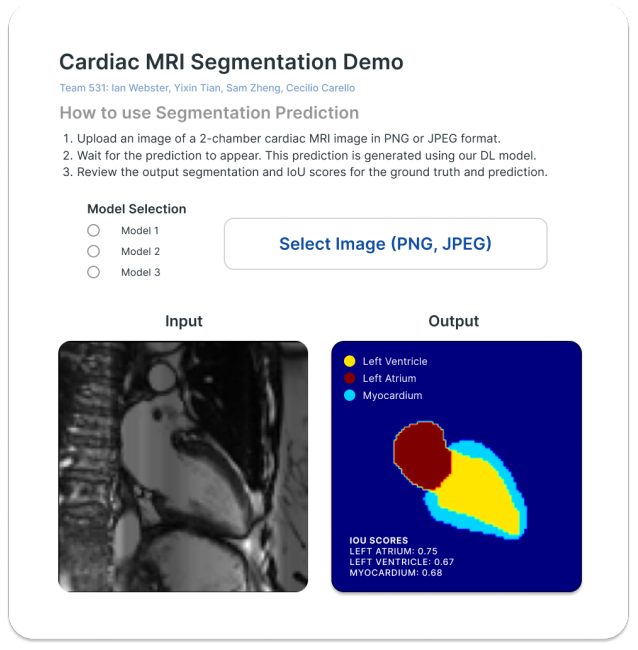 Cardiac MRI Segmentation Demo
Team 531: Ian Webster, Yixin Tian, Sam Zheng, Cecilio Carello
How to use Segmentation Prediction
1. Upload an image of a 2-chamber cardiac MRI image in PNG or JPEG format.
2. Wait for the prediction to appear. This prediction is generated using our DL model.
3. Review the output segmentation and IoU scores for the ground truth and prediction.
Model Selection
Model 1
Model 2
Model 3
Select Image (PNG, JPEG)
Input
Output
Left Ventricle
Left Atrium
Myocardium
IOU SCORES
LEFT ATRIUM: 0.75
LEFT VENTRICLE: 0.67
MYOCARDIUM: 0.68